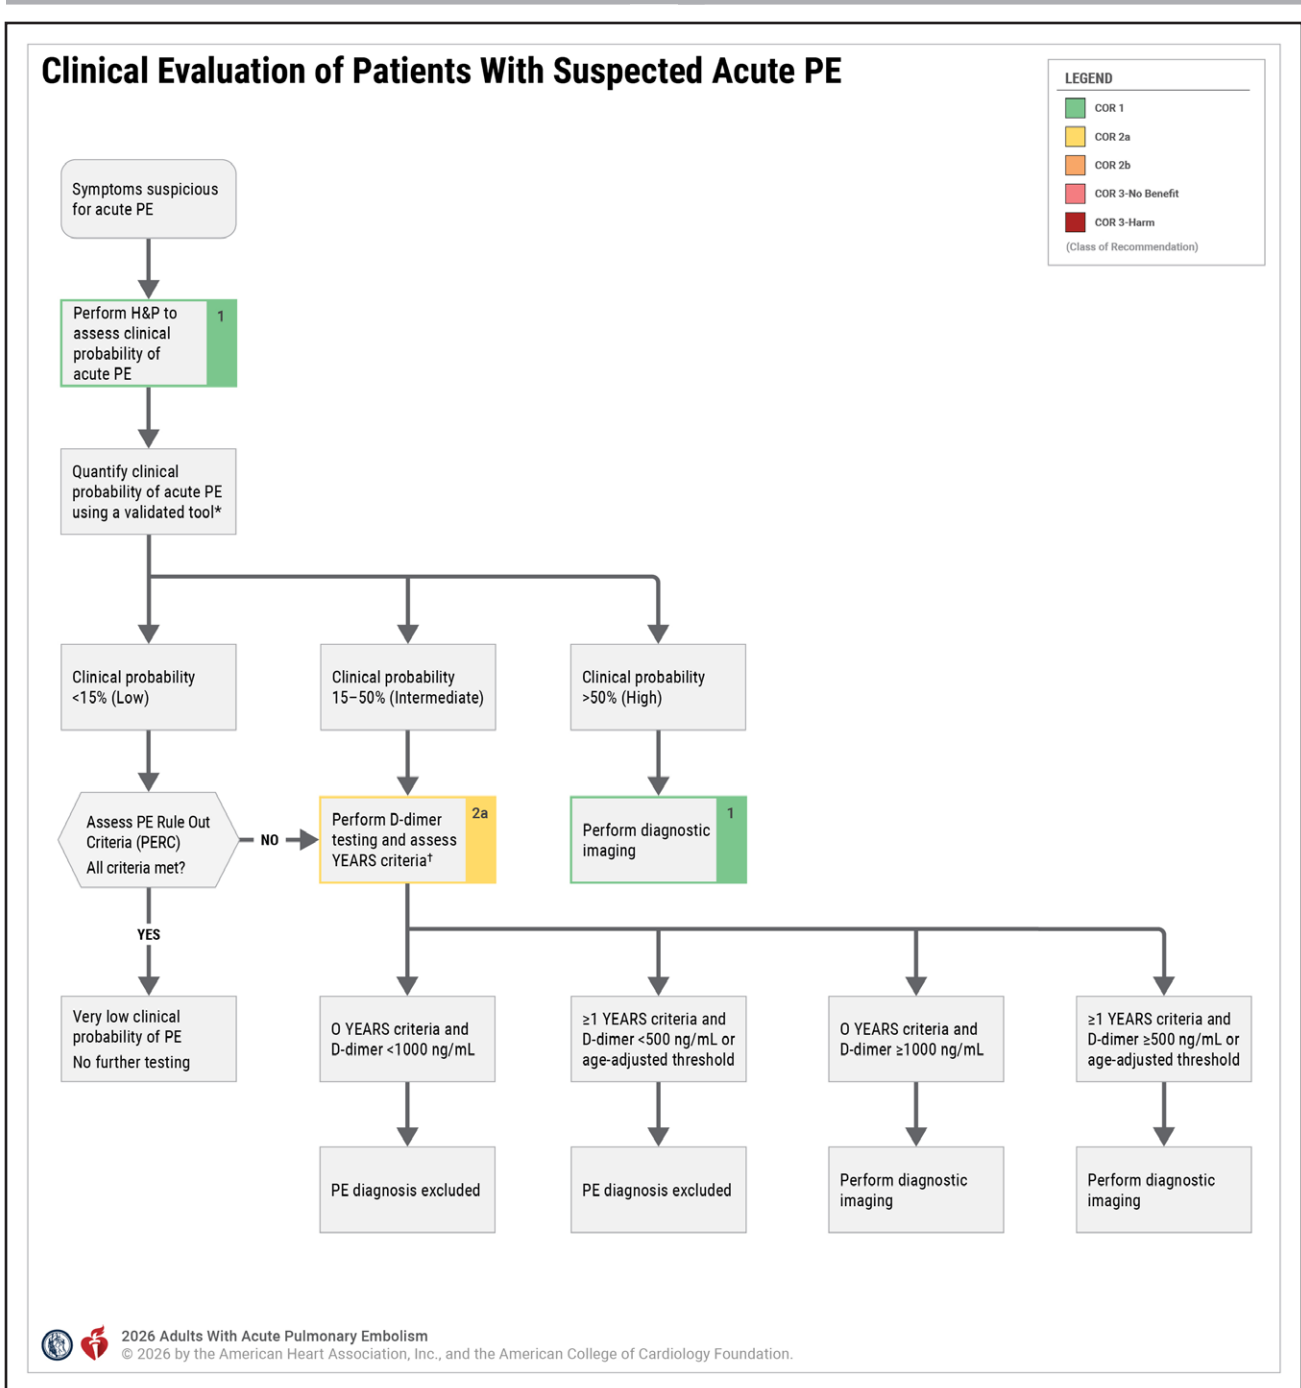 Clinical Evaluation of Patients With Suspected Acute PE
LEGEND
COR 1
COR 2a
COR 2b
COR 3-No Benefit
COR 3-Harm
(Class of Recommendation)
Symptoms suspicious
for acute PE
Perform H&P to
assess clinical
probability of
acute PE
1
Quantify clinical
probability of acute PE
using a validated tool*
Clinical probability
<15% (Low)
Clinical probability
15–50% (Intermediate)
Clinical probability
>50% (High)
Assess PE Rule Out
Criteria (PERC)
All criteria met?
NO
Perform D-dimer
testing and assess
YEARS criteria†
2a
Perform diagnostic
imaging
1
YES
Very low clinical
probability of PE
No further testing
O YEARS criteria and
D-dimer <1000 ng/mL
≥1 YEARS criteria and
D-dimer <500 ng/mL or
age-adjusted threshold
O YEARS criteria and
D-dimer ≥1000 ng/mL
≥1 YEARS criteria and
D-dimer ≥500 ng/mL or
age-adjusted threshold
PE diagnosis excluded
PE diagnosis excluded
Perform diagnostic
imaging
Perform diagnostic
imaging
2026 Adults With Acute Pulmonary Embolism
© 2026 by the American Heart Association, Inc., and the American College of Cardiology Foundation.